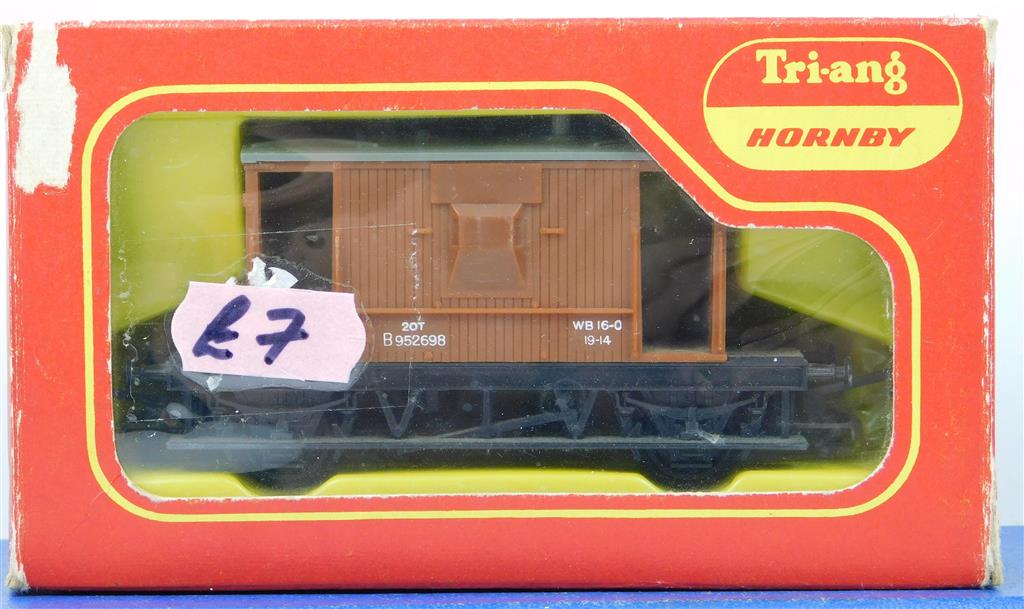 Tri-ang
HORNBY
20T
B952698
WB 16-0
19-14
£7